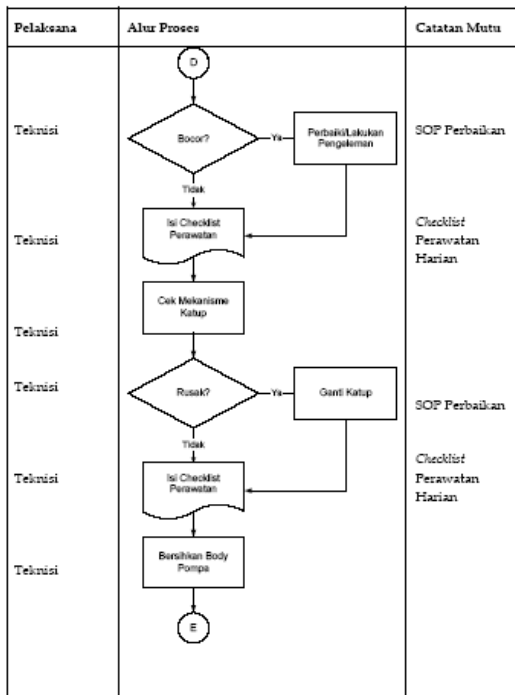 Pelaksana
Alur Proses
Catatan Mutu
D
Teknisi
Bocor?
Ya
Perbaiki/Lakukan
Pengeleman
SOP Perbaikan
Tidak
Teknisi
Isi Checklist
Perawatan
Checklist
Perawatan
Harian
Cek Mekanisme
Katup
Teknisi
Teknisi
Rusak?
Ya
Ganti Katup
SOP Perbaikan
Tidak
Teknisi
Isi Checklist
Perawatan
Checklist
Perawatan
Harian
Teknisi
Bersihkan Body
Pompa
E